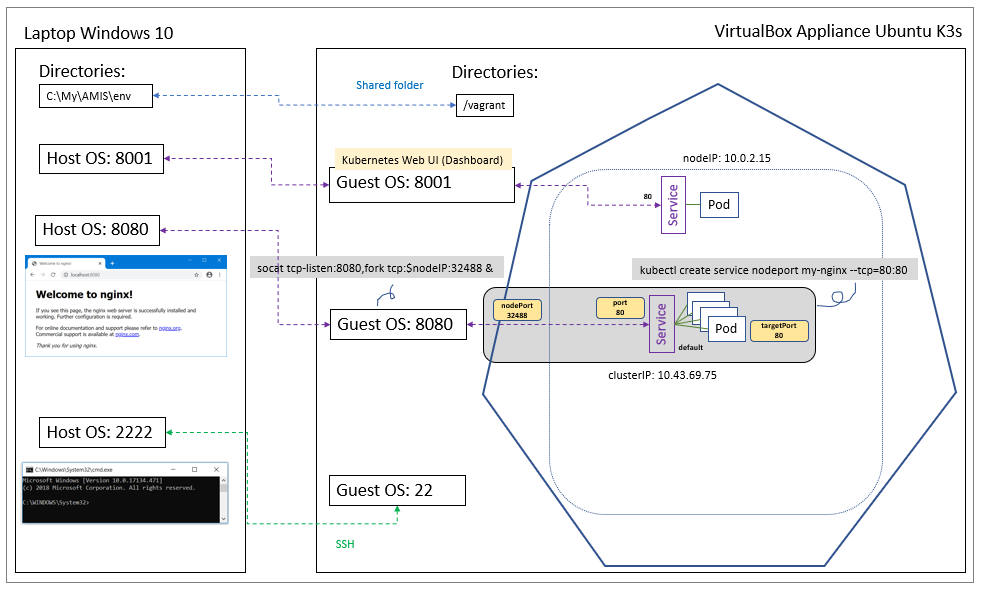 Laptop Windows 10
VirtualBox Appliance Ubuntu K3s
Directories:
C:\My\AMIS\env
Shared folder
Directories:
/vagrant
Host OS: 8001
Kubernetes Web UI (Dashboard)
Guest OS: 8001
nodeIP: 10.0.2.15
80
Service
Pod
Host OS: 8080
socat tcp-listen:8080,fork tcp:$nodeIP:32488 &
kubectl create service nodeport my-nginx --tcp=80:80
Welcome to nginx!
localhost:8080
Welcome to nginx!
If you see this page, the nginx web server is successfully installed and
working. Further configuration is required.
For online documentation and support please refer to nginx.org.
Commercial support is available at nginx.com.
Thank you for using nginx.
Guest OS: 8080
nodePort
32488
port
80
Service
Pod
default
targetPort
80
clusterIP: 10.43.69.75
Host OS: 2222
C:\Windows\System32\cmd.exe
Microsoft Windows [Version 10.0.17134.471]
(c) 2018 Microsoft Corporation. All rights reserved.
C:\WINDOWS\System32>
Guest OS: 22
SSH